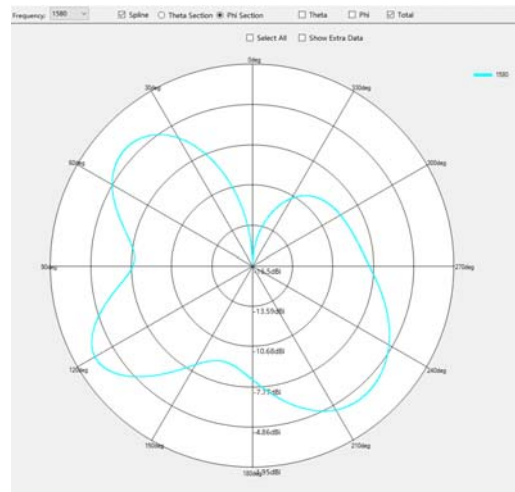 Frequency: 1580 Spline Theta Section Phi Section Theta Phi Total
Select All Show Extra Data
0deg
1580
30deg
330deg
60deg
300deg
90deg
-16.5dBi
270deg
-13.59dBi
-10.68dBi
120deg
240deg
-7.77dBi
-4.86dBi
150deg
210deg
180deg
-1.95dBi